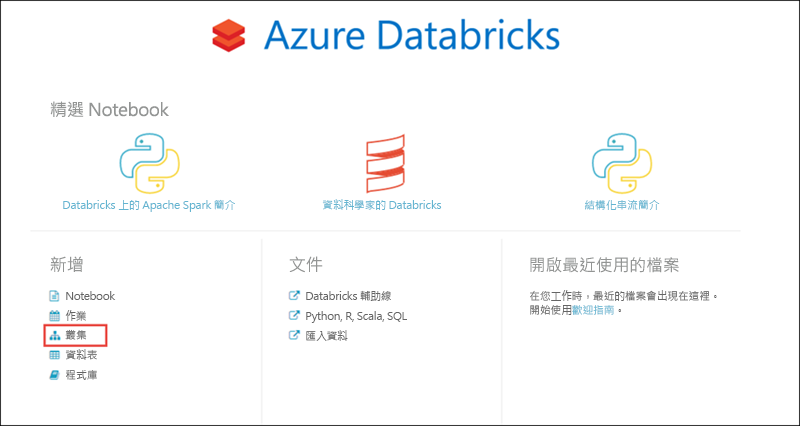 Azure Databricks
精選 Notebook
Databricks 上的 Apache Spark 簡介
資料科學家的 Databricks
結構化串流簡介
新增
Notebook
作業
叢集
資料表
程式庫
文件
Databricks 輔助線
Python, R, Scala, SQL
匯入資料
開啟最近使用的檔案
在您工作時，最近的檔案會出現在這裡。
開始使用歡迎指南。